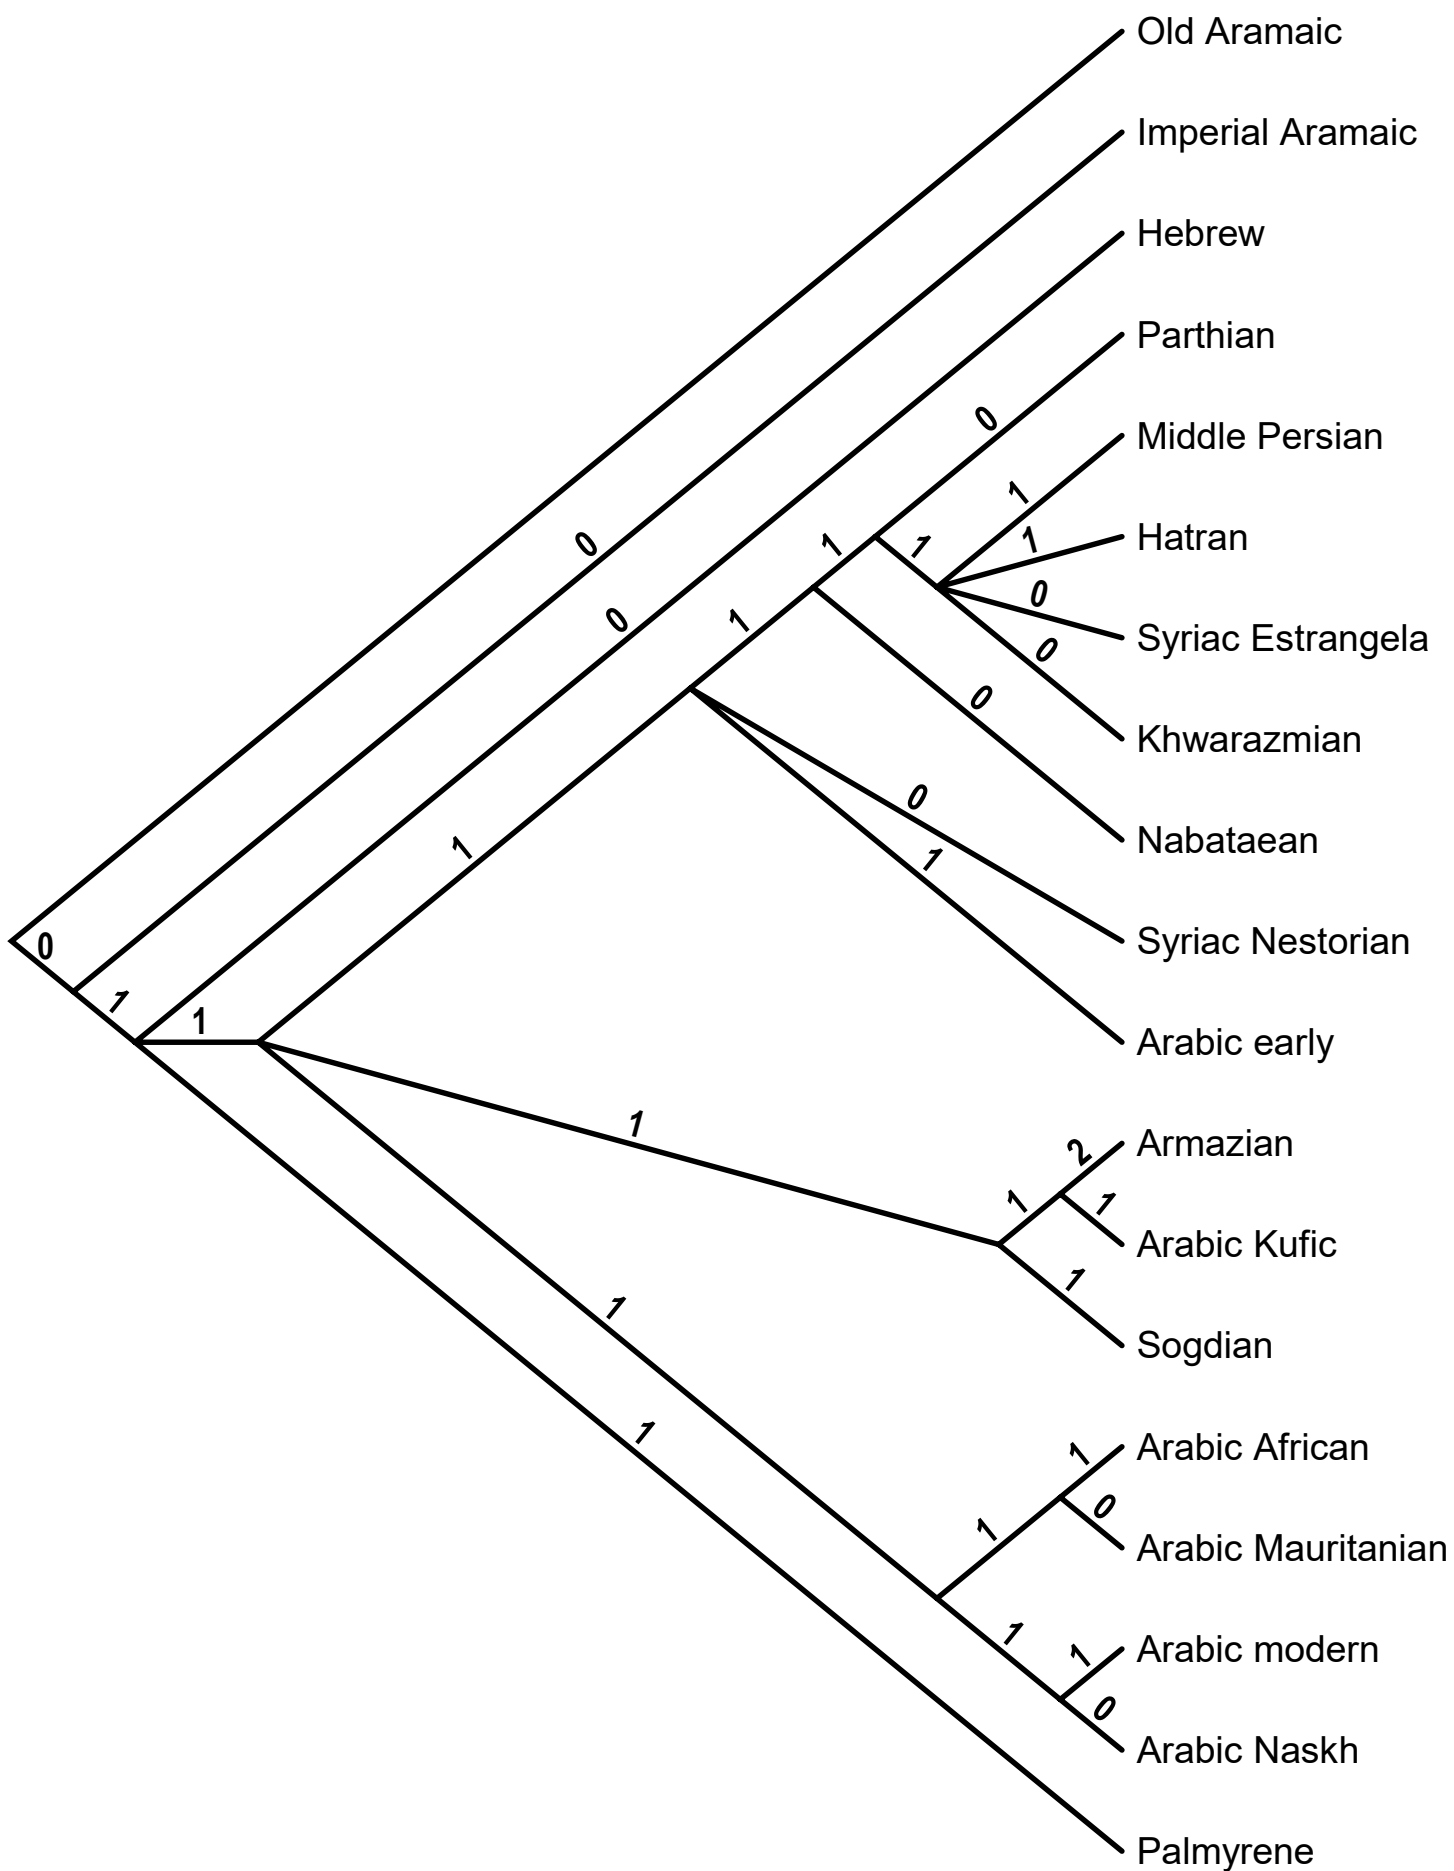 Old Aramaic
Imperial Aramaic
Hebrew
Parthian
0
Middle Persian
1
Hatran
1
0
1
1
Syriac Estrangela
0
0
1
0
Khwarazmian
0
Nabataean
0
1
1
Syriac Nestorian
0
1
1
Arabic early
1
Armazian
2
1
1
Arabic Kufic
1
Sogdian
1
1
Arabic African
1
0
1
Arabic Mauritanian
1
1
Arabic modern
0
Arabic Naskh
Palmyrene